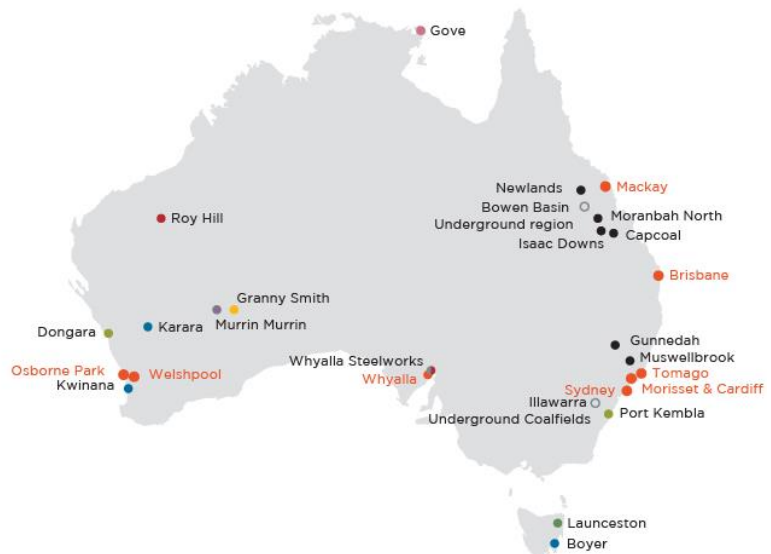 Gove
Newlands
Mackay
Bowen Basin
Underground region
Moranbah North
Isaac Downs
Capcoal
Roy Hill
Brisbane
Granny Smith
Murrin Murrin
Karara
Dongara
Gunnedah
Muswellbrook
Whyalla Steelworks
Whyalla
Osborne Park
Welshpool
Kwinana
Tomago
Sydney
Morisset & Cardiff
Illawarra
Underground Coalfields
Port Kembla
Launceston
Boyer